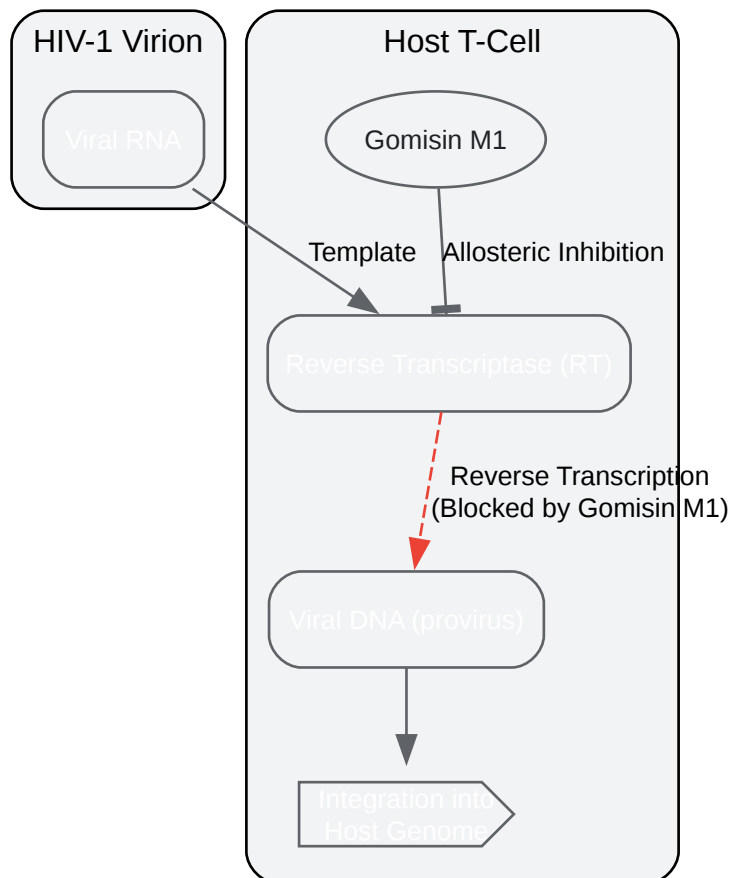 HIV-1 Virion
Host T-Cell
Viral RNA
Gomisin M1
Template
Allosteric Inhibition
Reverse Transcriptase (RT)
Reverse Transcription
(Blocked by Gomisin M1)
Viral DNA (provirus)
Integration into
Host Genome